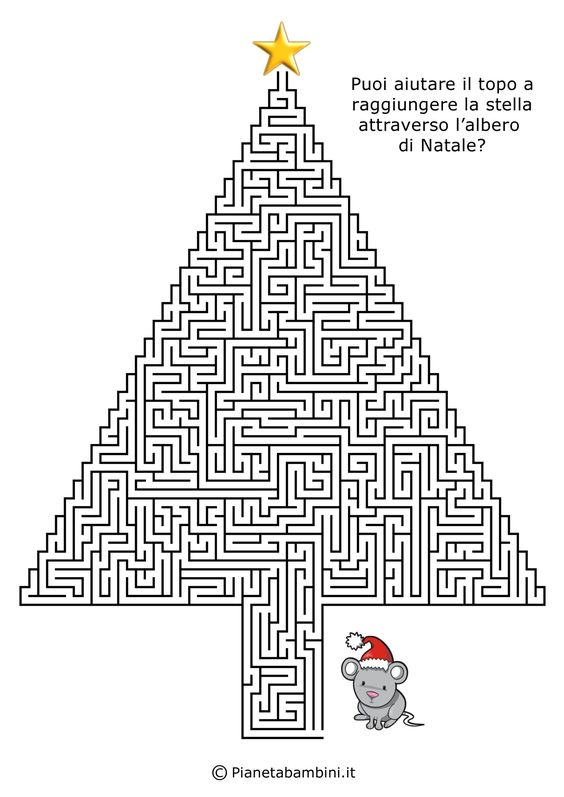 Puoi aiutare il topo a
raggiungere la stella
attraverso l'albero
di Natale?
© Pianetabambini.it